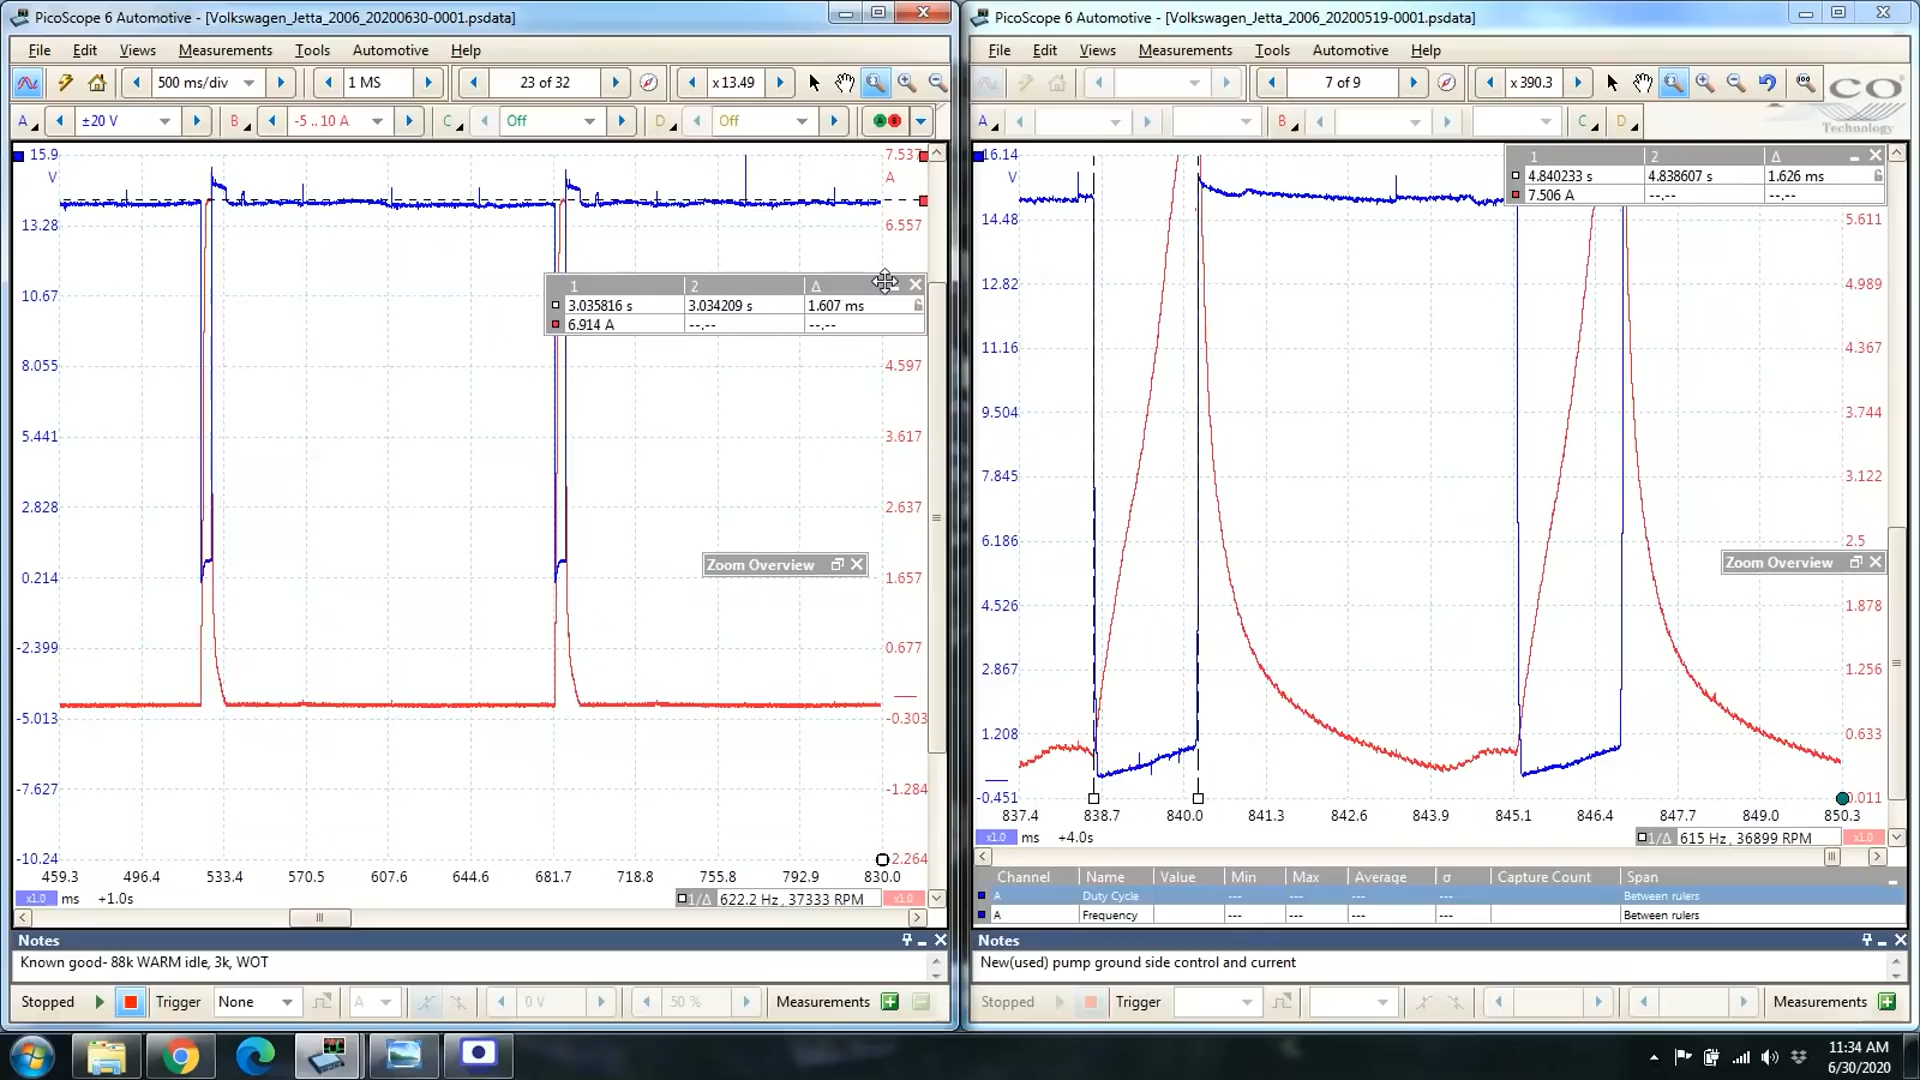 PicoScope 6 Automotive - [Volkswagen_Jetta_2006_20200630-0001.psdata]
File Edit Views Measurements Tools Automotive Help
500 ms/div 1 MS 23 of 32 x 13.49
A ±20 V B -5 .. 10 A C Off D Off
15.9 7.537
V A
13.28 6.557
1 2 Δ
3.035816 s 3.034209 s 1.607 ms
6.914 A --.-- --.--
10.67
8.055 4.597
5.441 3.617
2.828 2.637
Zoom Overview
0.214 1.657
-2.399 0.677
-5.013 -0.303
-7.627 -1.284
-10.24 2.264
459.3 496.4 533.4 570.5 607.6 644.6 681.7 718.8 755.8 792.9 830.0
x1.0 ms +1.0s 1/Δ 622.2 Hz, 37333 RPM x1.0
Notes
Known good- 88k WARM idle, 3k, WOT
Stopped Trigger None A 0 V 50 % Measurements
PicoScope 6 Automotive - [Volkswagen_Jetta_2006_20200519-0001.psdata]
File Edit Views Measurements Tools Automotive Help
7 of 9 x 390.3
CO
Technology
A B C D
16.14
V
1 2 Δ
4.840233 s 4.838607 s 1.626 ms
7.506 A --.-- --.--
14.48 5.611
12.82 4.989
11.16 4.367
9.504 3.744
7.845 3.122
6.186 2.5
Zoom Overview
4.526 1.878
2.867 1.256
1.208 0.633
-0.451 0.011
837.4 838.7 840.0 841.3 842.6 843.9 845.1 846.4 847.7 849.0 850.3
x1.0 ms +4.0s 1/Δ 615 Hz, 36899 RPM x1.0
Channel Name Value Min Max Average σ Capture Count Span
A Duty Cycle --- --- --- --- Between rulers
A Frequency --- --- --- --- Between rulers
Notes
New(used) pump ground side control and current
Stopped Trigger Measurements
11:34 AM
6/30/2020